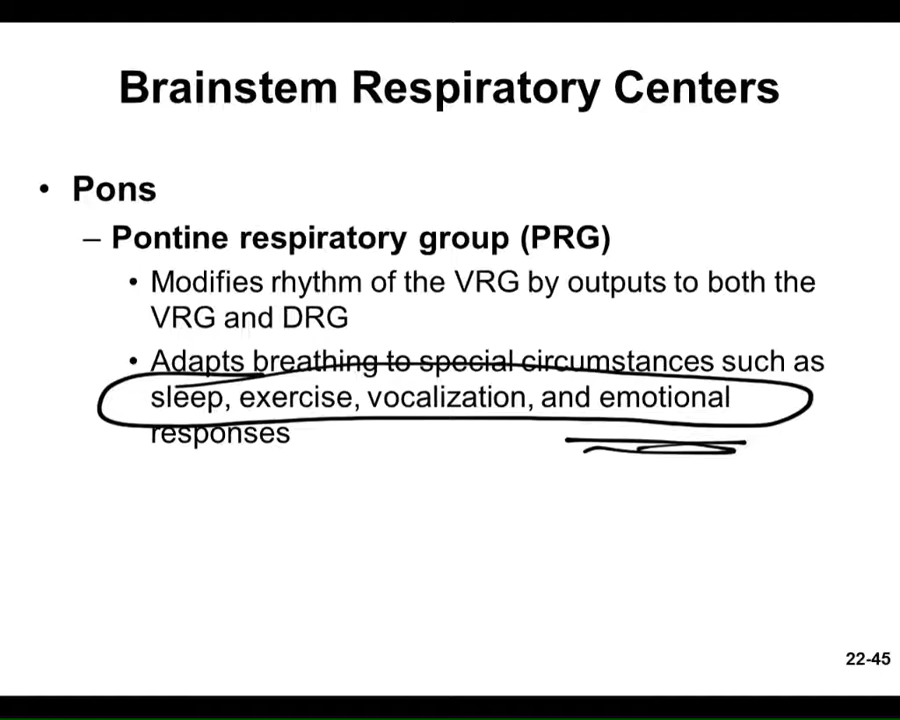 Brainstem Respiratory Centers
• Pons
– Pontine respiratory group (PRG)
• Modifies rhythm of the VRG by outputs to both the
VRG and DRG
• Adapts breathing to special circumstances such as
sleep, exercise, vocalization, and emotional
responses
22-45